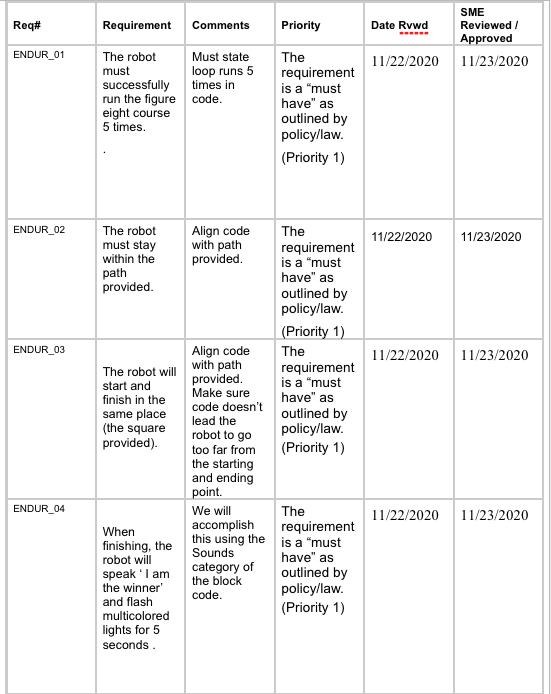 Req# Requirement Comments Priority Date Rvwd SME
Reviewed /
Approved
ENDUR_01
The robot
must
successfully
run the figure
eight course
5 times.
.
Must state
loop runs 5
times in
code.
The
requirement
is a “must
have” as
outlined by
policy/law.
(Priority 1)
11/22/2020
11/23/2020
ENDUR_02
The robot
must stay
within the
path
provided.
Align code
with path
provided.
The
requirement
is a “must
have” as
outlined by
policy/law.
(Priority 1)
11/22/2020
11/23/2020
ENDUR_03
The robot will
start and
finish in the
same place
(the square
provided).
Align code
with path
provided.
Make sure
code doesn’t
lead the
robot to go
too far from
the starting
and ending
point.
The
requirement
is a “must
have” as
outlined by
policy/law.
(Priority 1)
11/22/2020
11/23/2020
ENDUR_04
When
finishing, the
robot will
speak ‘ I am
the winner’
and flash
multicolored
lights for 5
seconds .
We will
accomplish
this using the
Sounds
category of
the block
code.
The
requirement
is a “must
have” as
outlined by
policy/law.
(Priority 1)
11/22/2020
11/23/2020